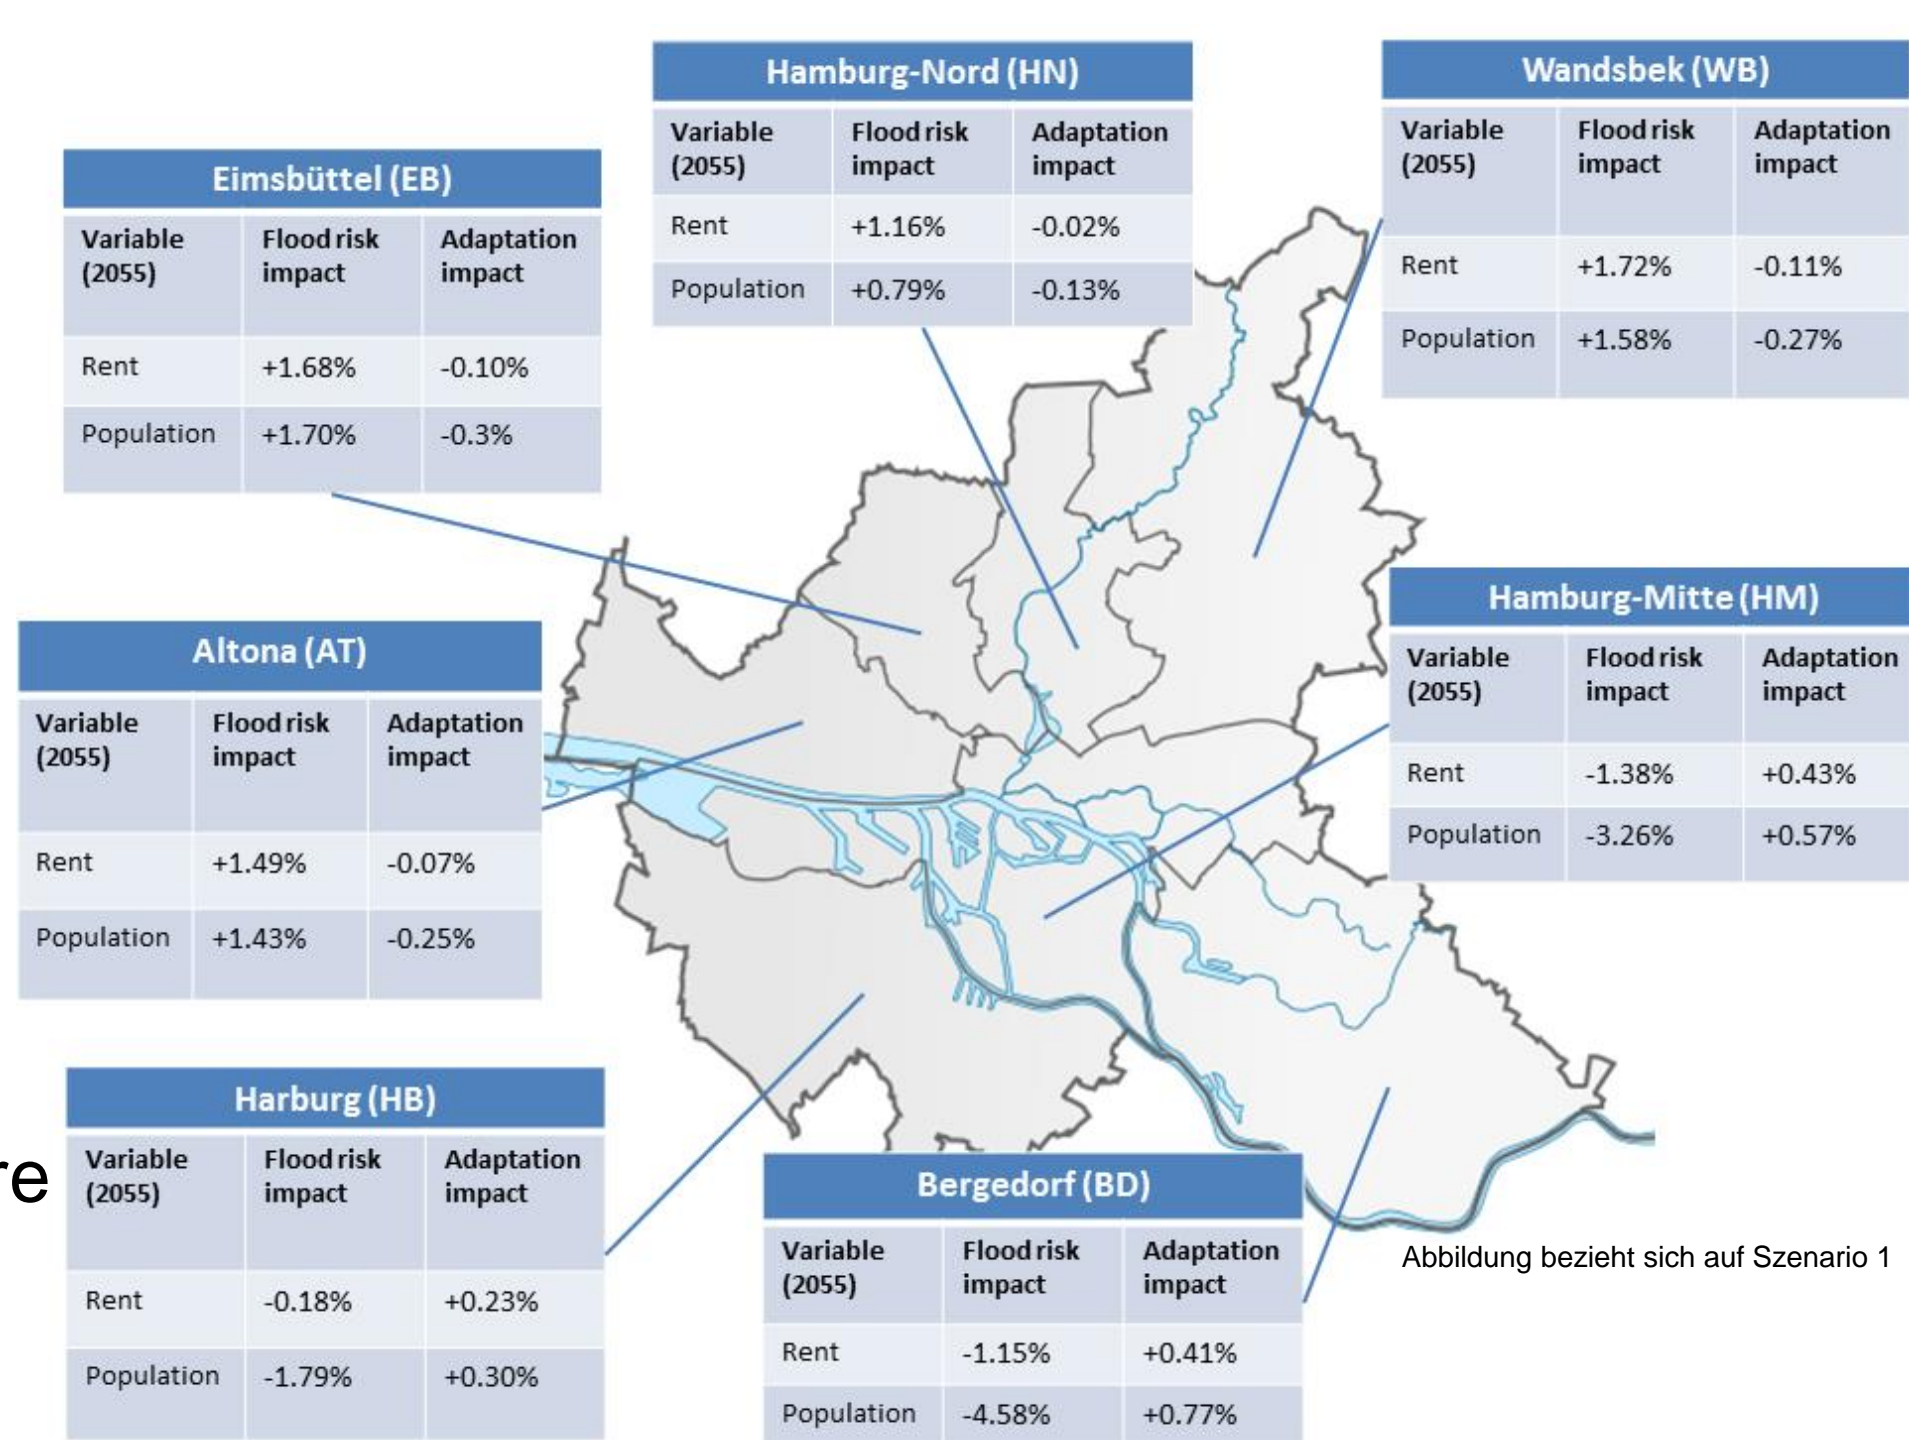 Hamburg-Nord (HN)
Variable (2055) Flood risk impact Adaptation impact
Rent +1.16% -0.02%
Population +0.79% -0.13%
Wandsbek (WB)
Variable (2055) Flood risk impact Adaptation impact
Rent +1.72% -0.11%
Population +1.58% -0.27%
Eimsbüttel (EB)
Variable (2055) Flood risk impact Adaptation impact
Rent +1.68% -0.10%
Population +1.70% -0.3%
Hamburg-Mitte (HM)
Variable (2055) Flood risk impact Adaptation impact
Rent -1.38% +0.43%
Population -3.26% +0.57%
Altona (AT)
Variable (2055) Flood risk impact Adaptation impact
Rent +1.49% -0.07%
Population +1.43% -0.25%
Harburg (HB)
Variable (2055) Flood risk impact Adaptation impact
Rent -0.18% +0.23%
Population -1.79% +0.30%
re
Bergedorf (BD)
Variable (2055) Flood risk impact Adaptation impact
Rent -1.15% +0.41%
Population -4.58% +0.77%
Abbildung bezieht sich auf Szenario 1